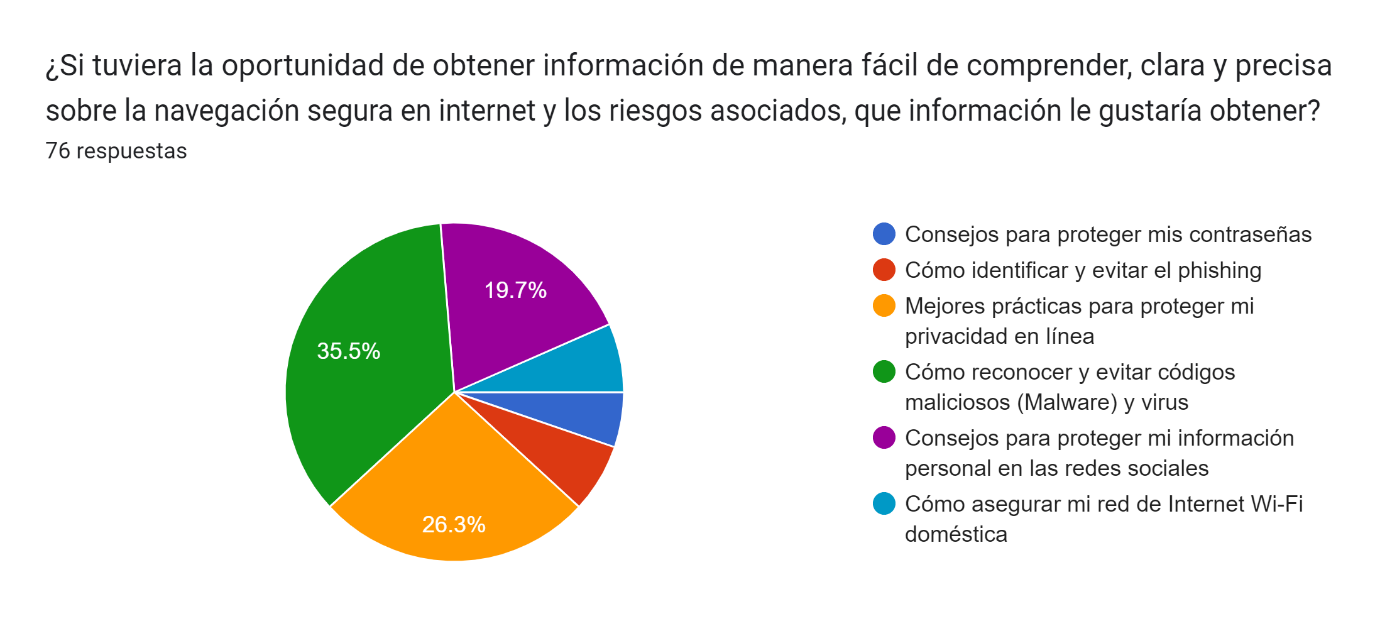 ¿Si tuviera la oportunidad de obtener información de manera fácil de comprender, clara y precisa
sobre la navegación segura en internet y los riesgos asociados, que información le gustaría obtener?
76 respuestas
19.7%
35.5%
26.3%
Consejos para proteger mis contraseñas
Cómo identificar y evitar el phishing
Mejores prácticas para proteger mi
privacidad en línea
Cómo reconocer y evitar códigos
maliciosos (Malware) y virus
Consejos para proteger mi información
personal en las redes sociales
Cómo asegurar mi red de Internet Wi-Fi
doméstica